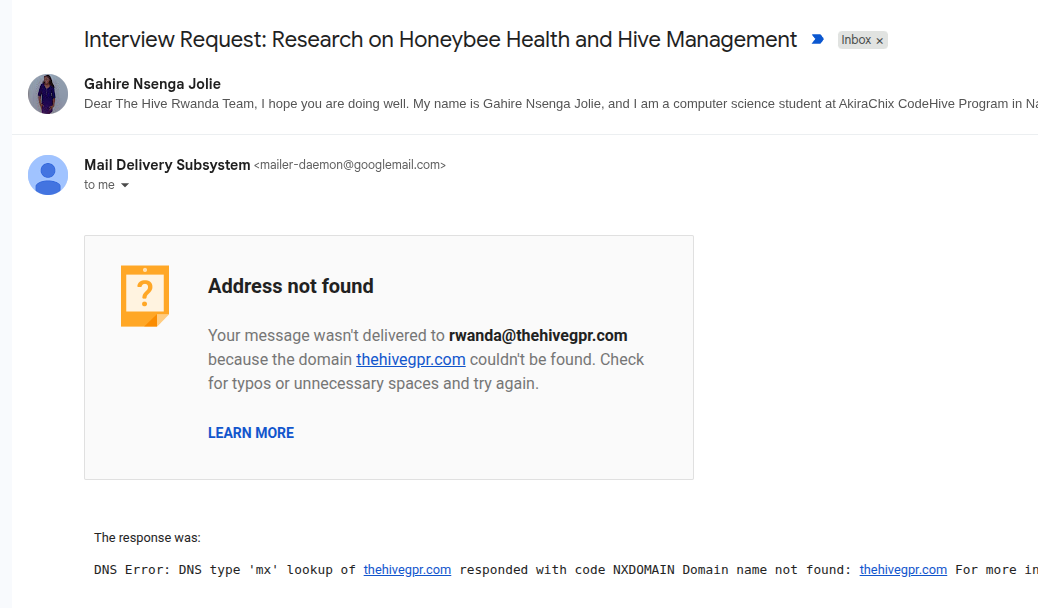 Interview Request: Research on Honeybee Health and Hive Management
Inbox ×
Gahire Nsenga Jolie
Dear The Hive Rwanda Team, I hope you are doing well. My name is Gahire Nsenga Jolie, and I am a computer science student at AkiraChix CodeHive Program in Na
Mail Delivery Subsystem <mailer-daemon@googlemail.com>
to me
?
Address not found
Your message wasn't delivered to rwanda@thehivegpr.com
because the domain thehivegpr.com couldn't be found. Check
for typos or unnecessary spaces and try again.
LEARN MORE
The response was:
DNS Error: DNS type 'mx' lookup of thehivegpr.com responded with code NXDOMAIN Domain name not found: thehivegpr.com For more in